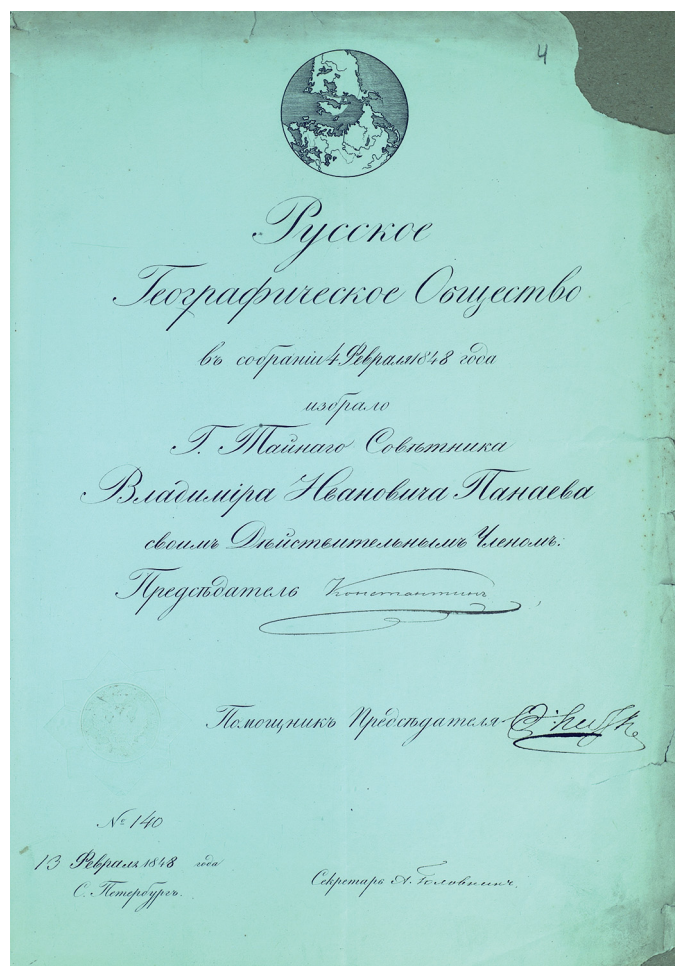 4
Русское
Географическое Общество
въ собраніи 4 Февраля 1848 года
избрало
Г. Тайнаго Совѣтника
Владиміра Ивановича Панаева
своимъ Дѣйствительнымъ Членомъ.
Предсѣдатель Константинъ
Помощникъ Предсѣдателя
№ 140
13 Февраля 1848 года
С. Петербургъ.
Секретарь А. Головнинъ.